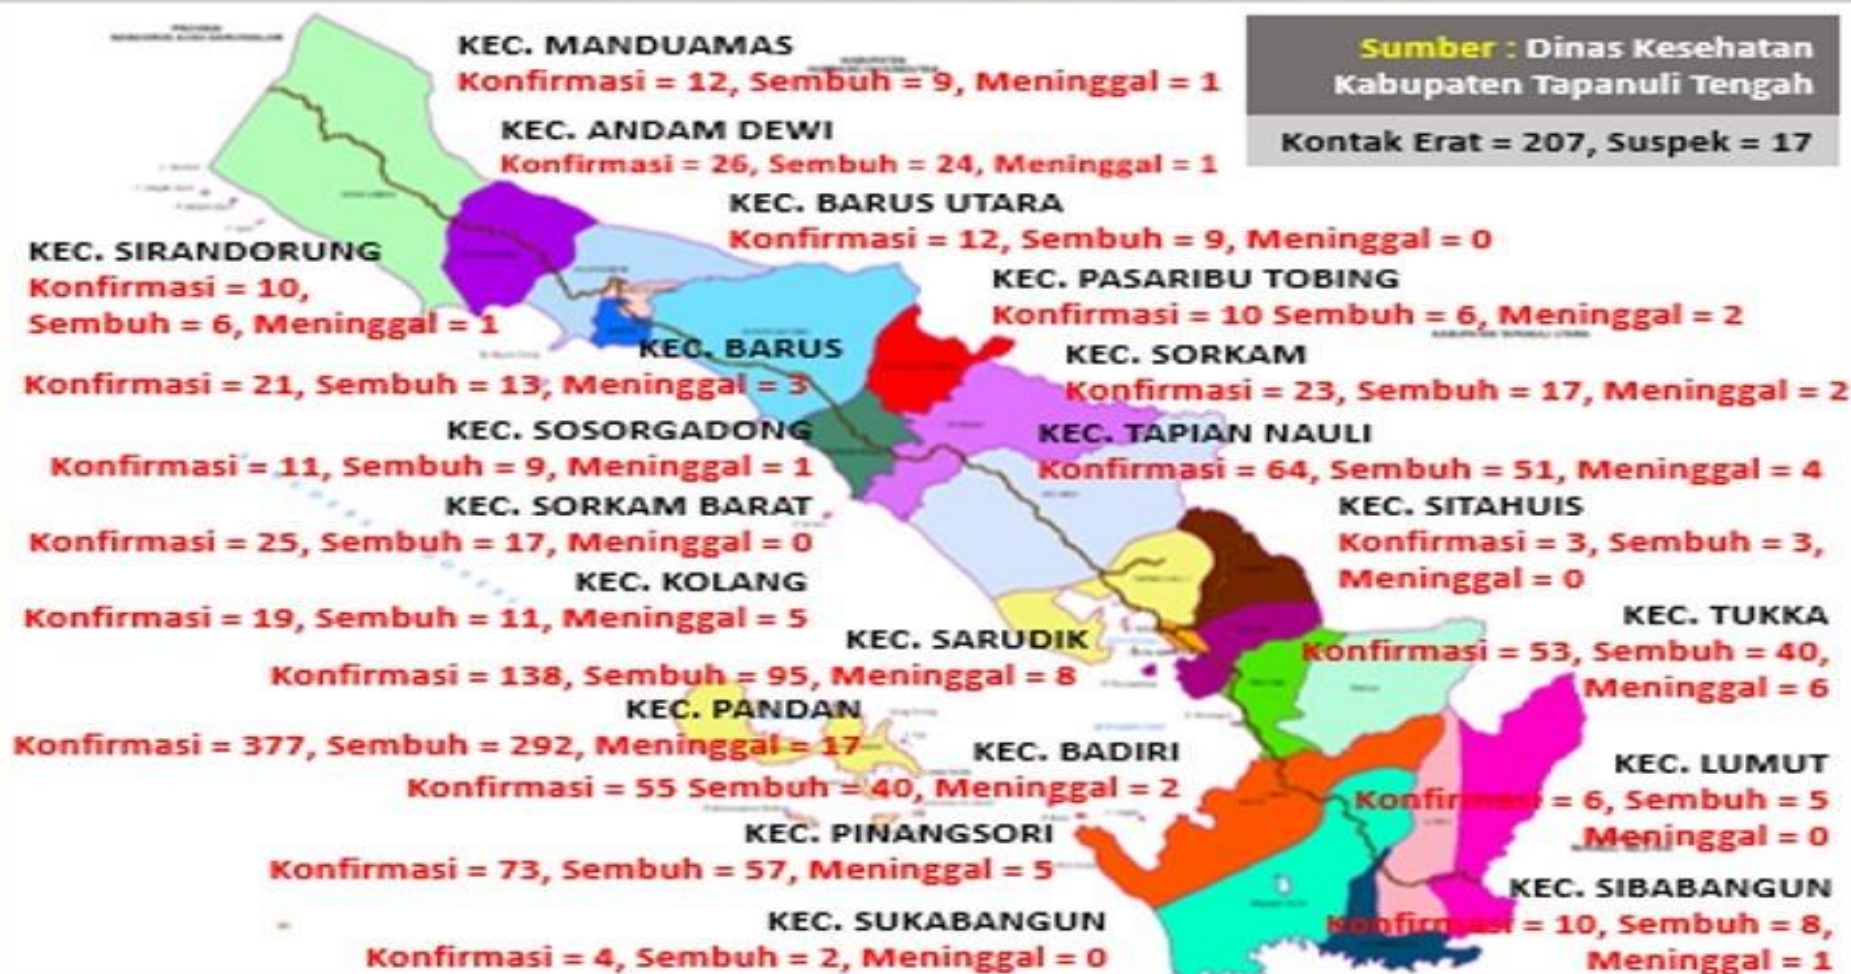 KEC. MANDUAMAS
Konfirmasi = 12, Sembuh = 9, Meninggal = 1
Sumber : Dinas Kesehatan
Kabupaten Tapanuli Tengah
Kontak Erat = 207, Suspek = 17
KEC. ANDAM DEWI
Konfirmasi = 26, Sembuh = 24, Meninggal = 1
KEC. BARUS UTARA
Konfirmasi = 12, Sembuh = 9, Meninggal = 0
KEC. SIRANDORUNG
Konfirmasi = 10,
Sembuh = 6, Meninggal = 1
KEC. PASARIBU TOBING
Konfirmasi = 10 Sembuh = 6, Meninggal = 2
KEC. BARUS
Konfirmasi = 21, Sembuh = 13, Meninggal = 3
KEC. SORKAM
Konfirmasi = 23, Sembuh = 17, Meninggal = 2
KEC. SOSORGADONG
Konfirmasi = 11, Sembuh = 9, Meninggal = 1
KEC. TAPIAN NAULI
Konfirmasi = 64, Sembuh = 51, Meninggal = 4
KEC. SORKAM BARAT
Konfirmasi = 25, Sembuh = 17, Meninggal = 0
KEC. SITAHUIS
Konfirmasi = 3, Sembuh = 3,
Meninggal = 0
KEC. KOLANG
Konfirmasi = 19, Sembuh = 11, Meninggal = 5
KEC. TUKKA
Konfirmasi = 53, Sembuh = 40,
Meninggal = 6
KEC. SARUDIK
Konfirmasi = 138, Sembuh = 95, Meninggal = 8
KEC. PANDAN
Konfirmasi = 377, Sembuh = 292, Meninggal = 17
KEC. BADIRI
Konfirmasi = 55 Sembuh = 40, Meninggal = 2
KEC. LUMUT
Konfirmasi = 6, Sembuh = 5
Meninggal = 0
KEC. PINANGSORI
Konfirmasi = 73, Sembuh = 57, Meninggal = 5
KEC. SIBABANGUN
Konfirmasi = 10, Sembuh = 8,
Meninggal = 1
KEC. SUKABANGUN
Konfirmasi = 4, Sembuh = 2, Meninggal = 0